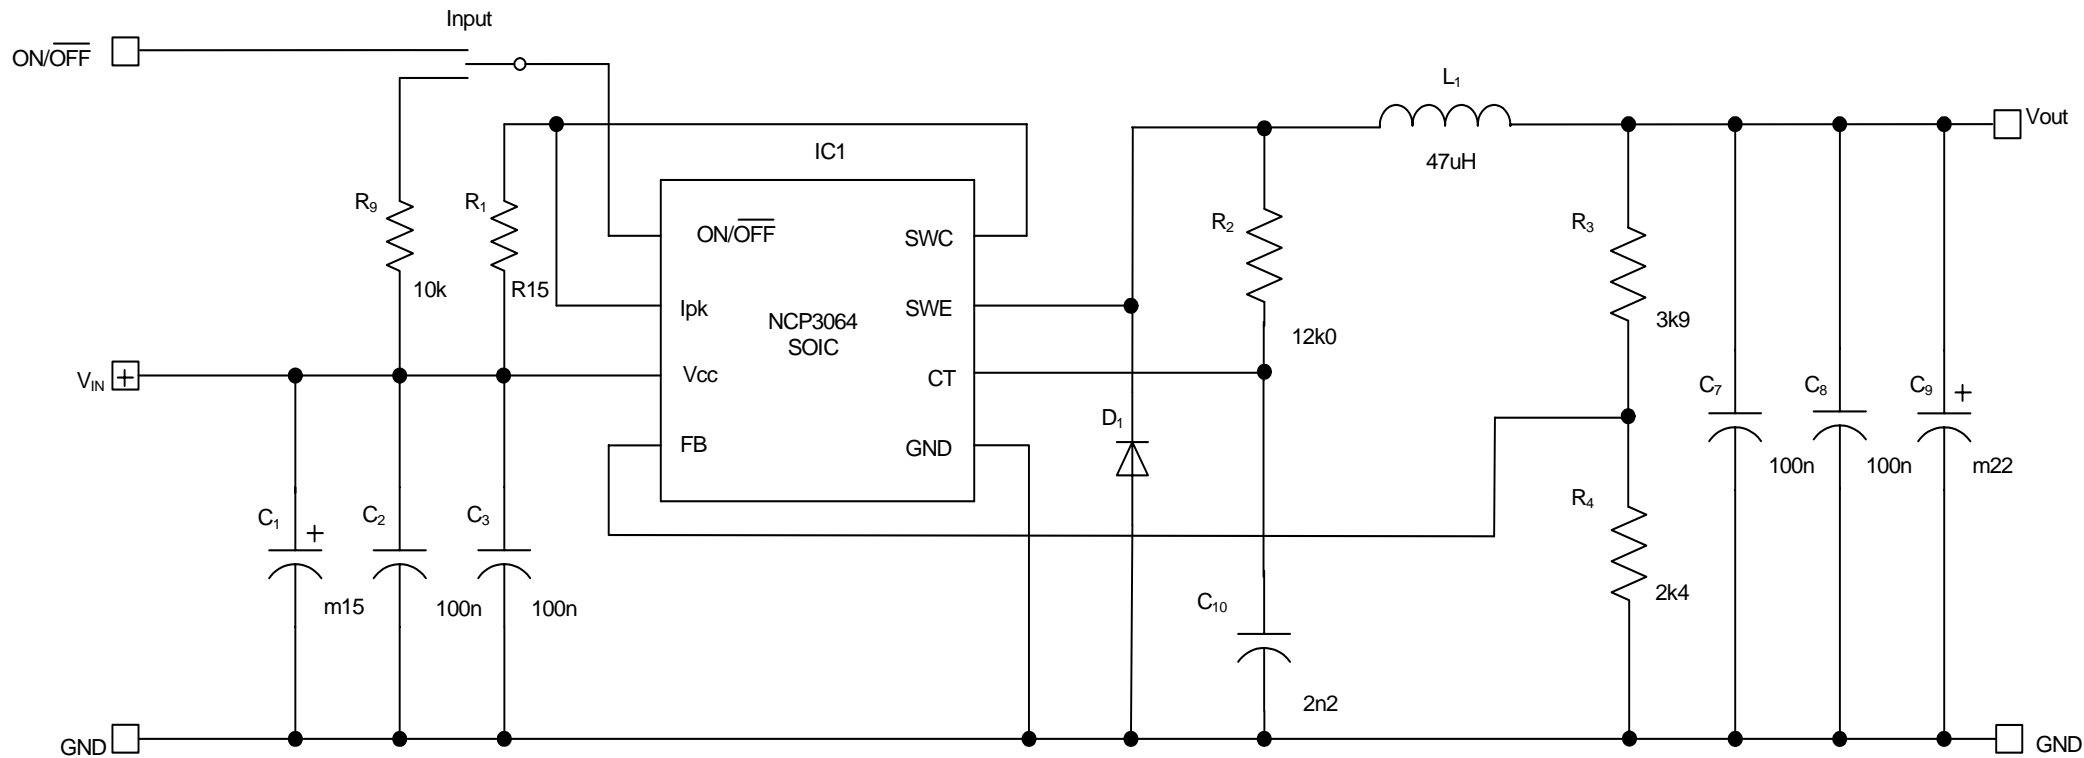 Input
ON/OFF
L₁
Vout
IC1
47uH
R₉
R₁
ON/OFF
SWC
R₂
R₃
10k
R15
Ipk
SWE
NCP3064
SOIC
12k0
3k9
V_IN
+
Vcc
CT
C₇
C₈
C₉
+
D₁
FB
GND
100n
100n
m22
R₄
C₁
+
C₂
C₃
m15
100n
100n
C₁₀
2k4
2n2
GND
GND